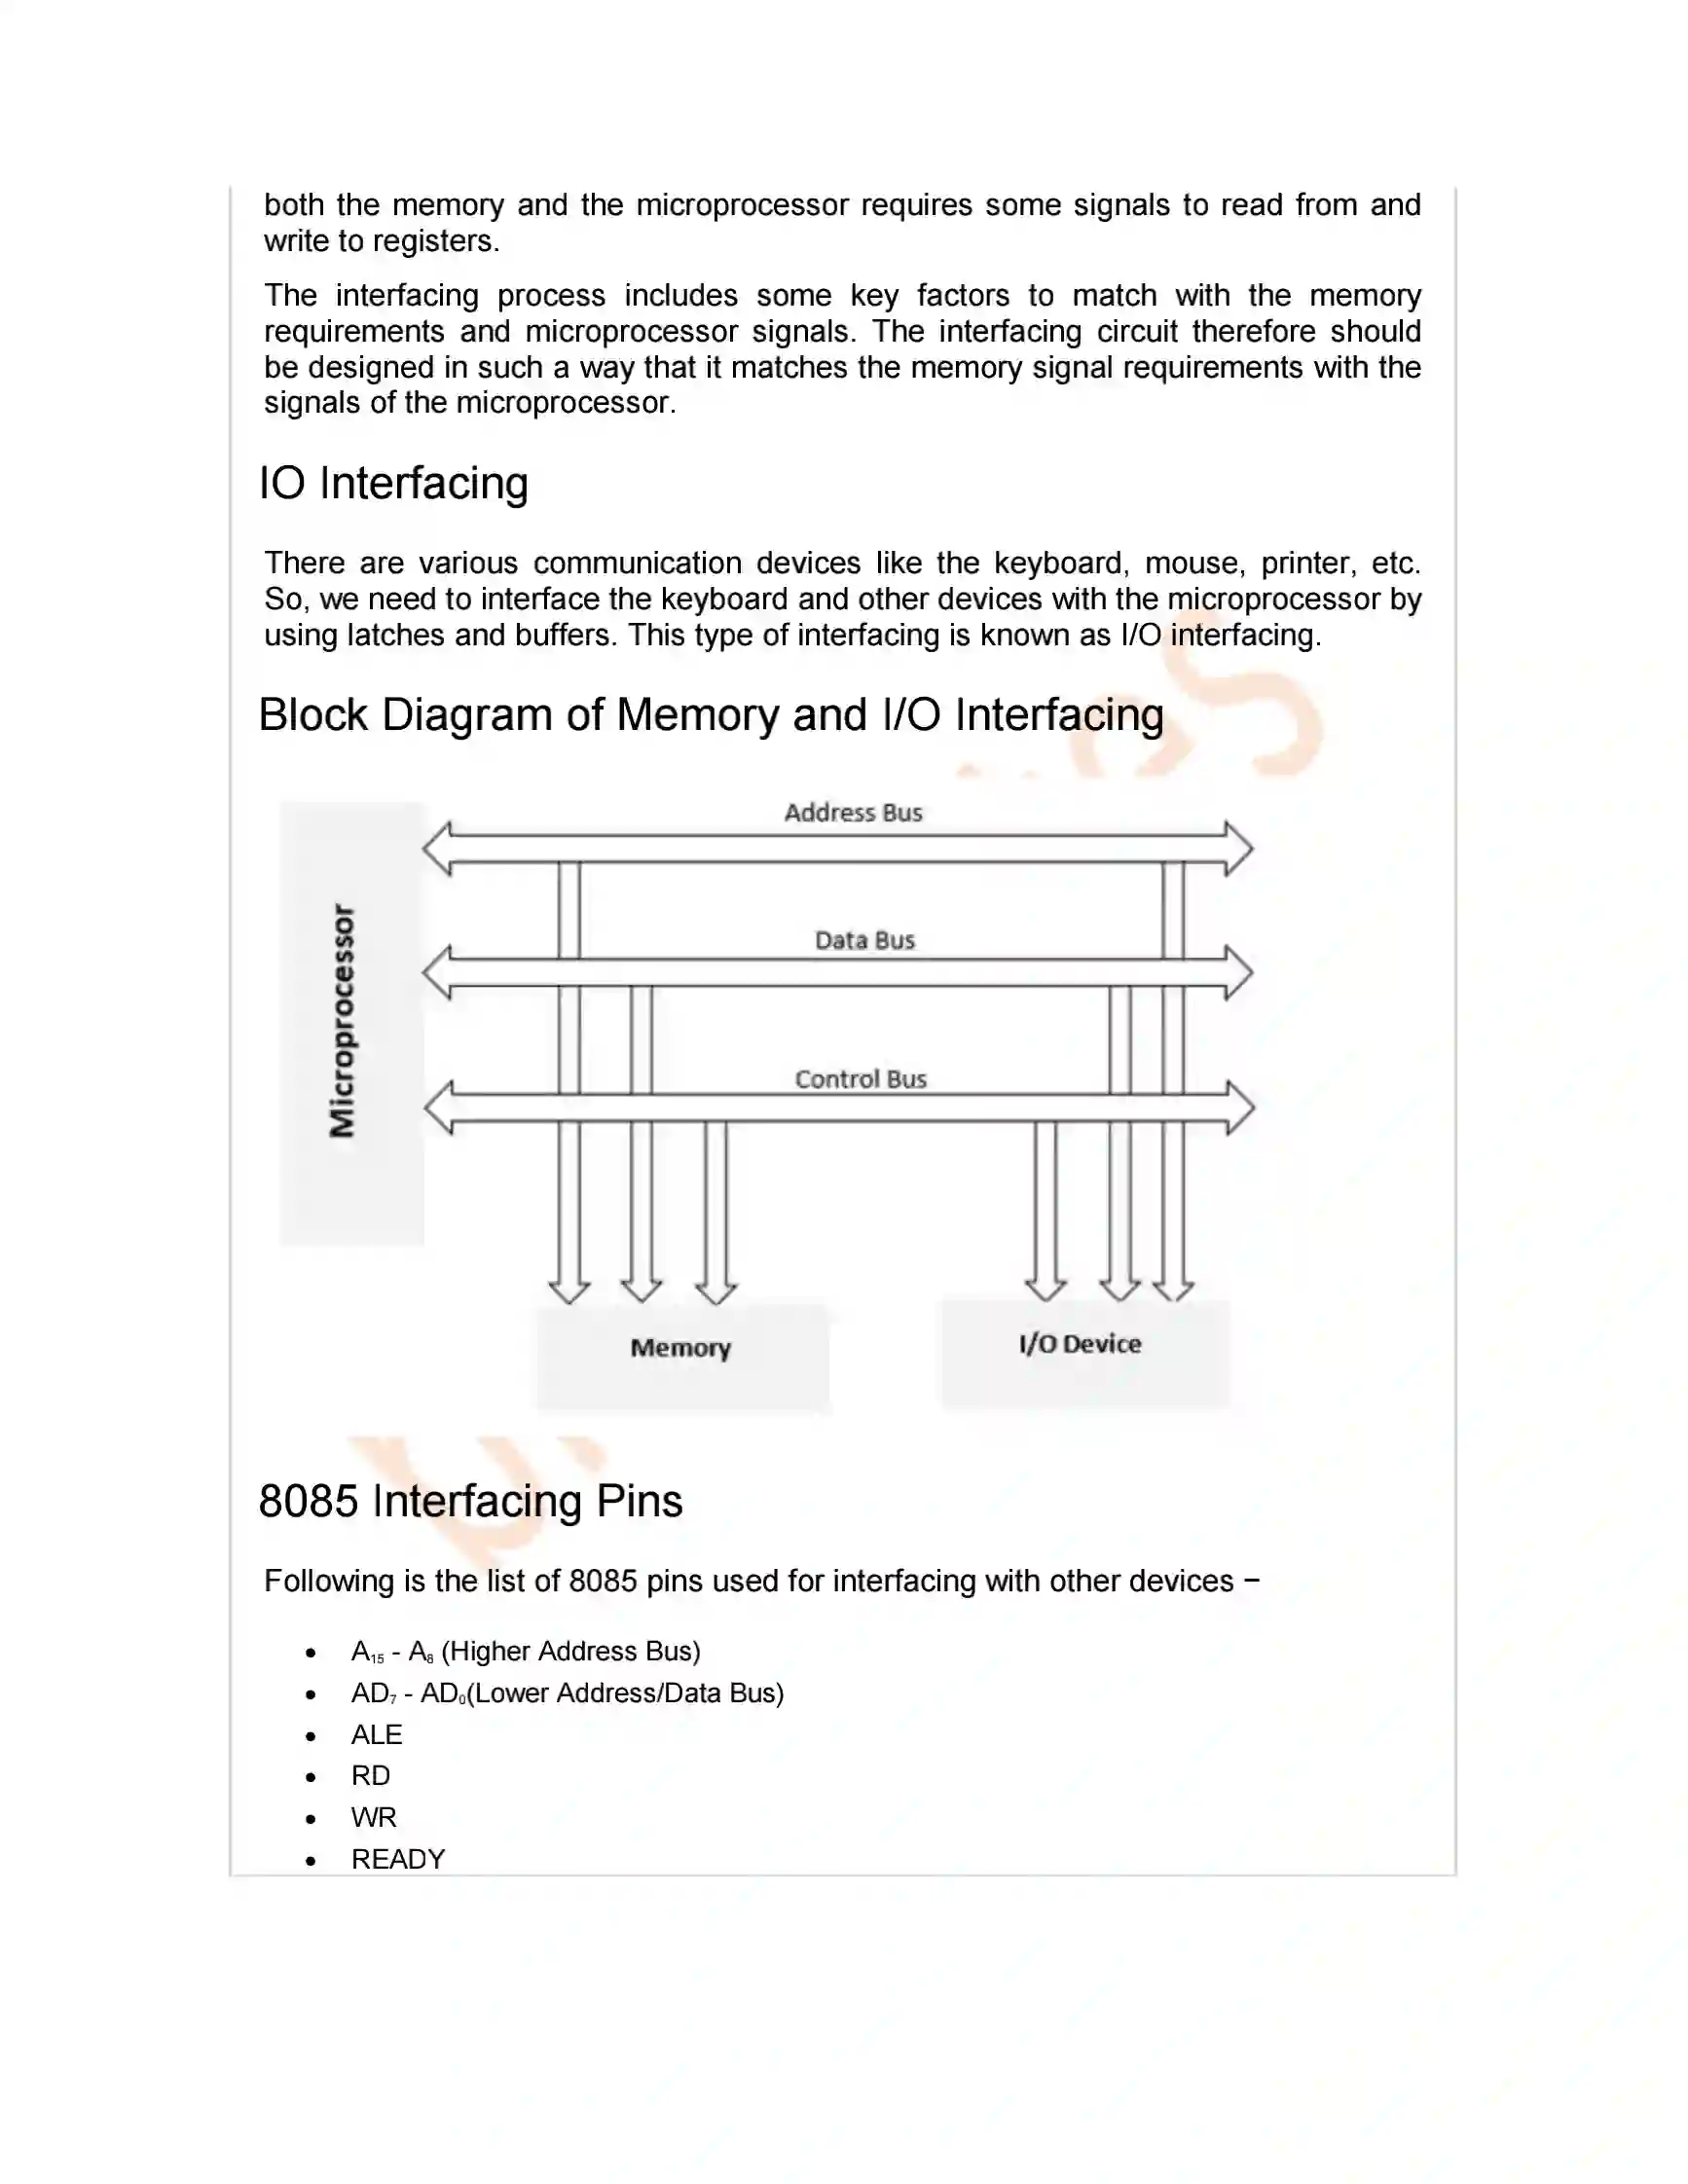 both the memory and the microprocessor requires some signals to read from and
write to registers.
The interfacing process includes some key factors to match with the memory
requirements and microprocessor signals. The interfacing circuit therefore should
be designed in such a way that it matches the memory signal requirements with the
signals of the microprocessor.
IO Interfacing
There are various communication devices like the keyboard, mouse, printer, etc.
So, we need to interface the keyboard and other devices with the microprocessor by
using latches and buffers. This type of interfacing is known as I/O interfacing.
Block Diagram of Memory and I/O Interfacing
Address Bus
Data Bus
Control Bus
Microprocessor
Memory
I/O Device
8085 Interfacing Pins
Following is the list of 8085 pins used for interfacing with other devices −
• A₁₅ - A₈ (Higher Address Bus)
• AD₇ - AD₀(Lower Address/Data Bus)
• ALE
• RD
• WR
• READY